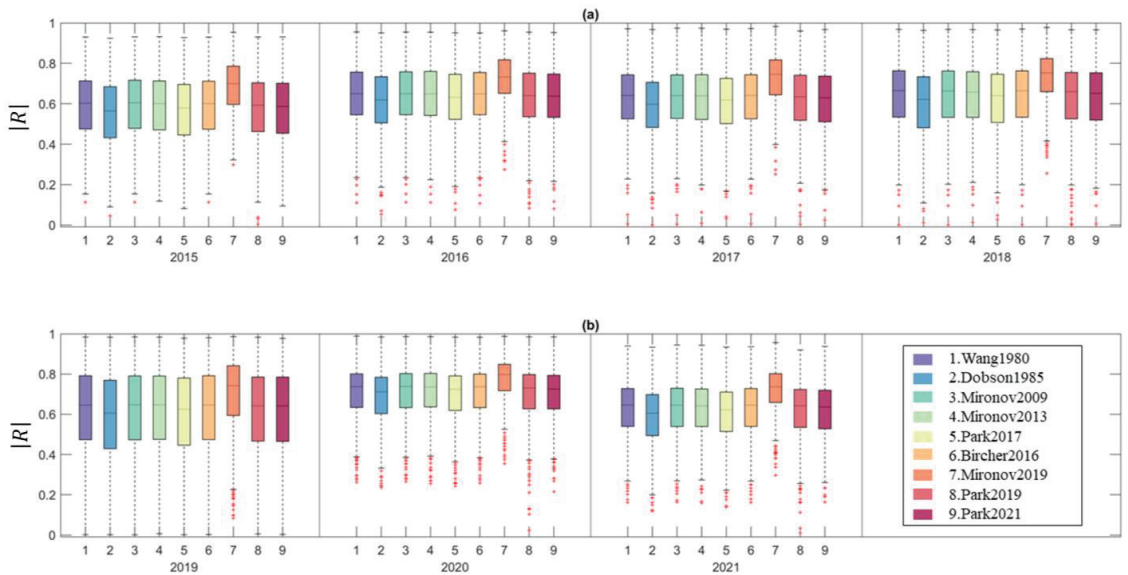 (a)
|R|
1
0.8
0.6
0.4
0.2
0
1 2 3 4 5 6 7 8 9 1 2 3 4 5 6 7 8 9 1 2 3 4 5 6 7 8 9 1 2 3 4 5 6 7 8 9
2015 2016 2017 2018
(b)
|R|
1
0.8
0.6
0.4
0.2
0
1 2 3 4 5 6 7 8 9 1 2 3 4 5 6 7 8 9 1 2 3 4 5 6 7 8 9
2019 2020 2021
1.Wang1980
2.Dobson1985
3.Mironov2009
4.Mironov2013
5.Park2017
6.Bircher2016
7.Mironov2019
8.Park2019
9.Park2021